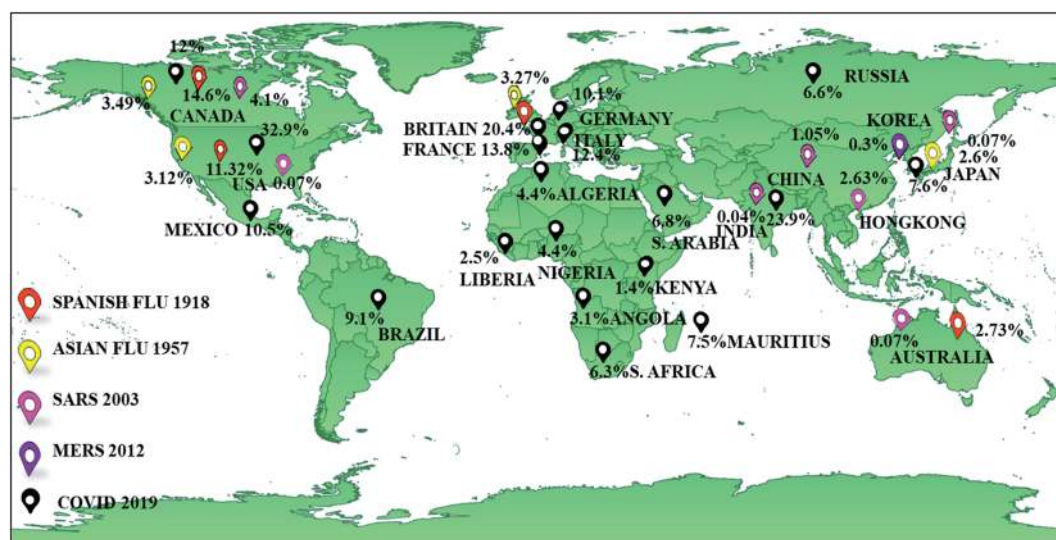 12%
3.49%
14.6%
4.1%
CANADA
32.9%
3.12%
11.32%
USA 0.07%
MEXICO 10.5%
9.1%
BRAZIL
3.27%
10.1%
GERMANY
BRITAIN 20.4%
ITALY
FRANCE 13.8%
12.4%
4.4% ALGERIA
6.8%
S. ARABIA
2.5%
LIBERIA
4.4%
NIGERIA
1.4% KENYA
3.1% ANGOLA
7.5% MAURITIUS
6.3% S. AFRICA
RUSSIA
6.6%
KOREA
1.05%
0.3%
0.07%
2.6%
CHINA
JAPAN
7.6%
2.63%
0.04% 23.9%
INDIA
HONGKONG
0.07%
2.73%
AUSTRALIA
SPANISH FLU 1918
ASIAN FLU 1957
SARS 2003
MERS 2012
COVID 2019